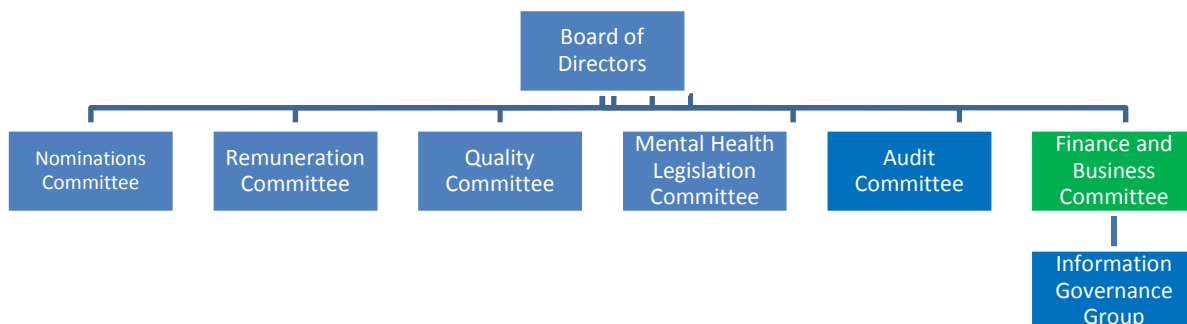 Board of
Directors
Nominations
Committee
Remuneration
Committee
Quality
Committee
Mental Health
Legislation
Committee
Audit
Committee
Finance and
Business
Committee
Information
Governance
Group